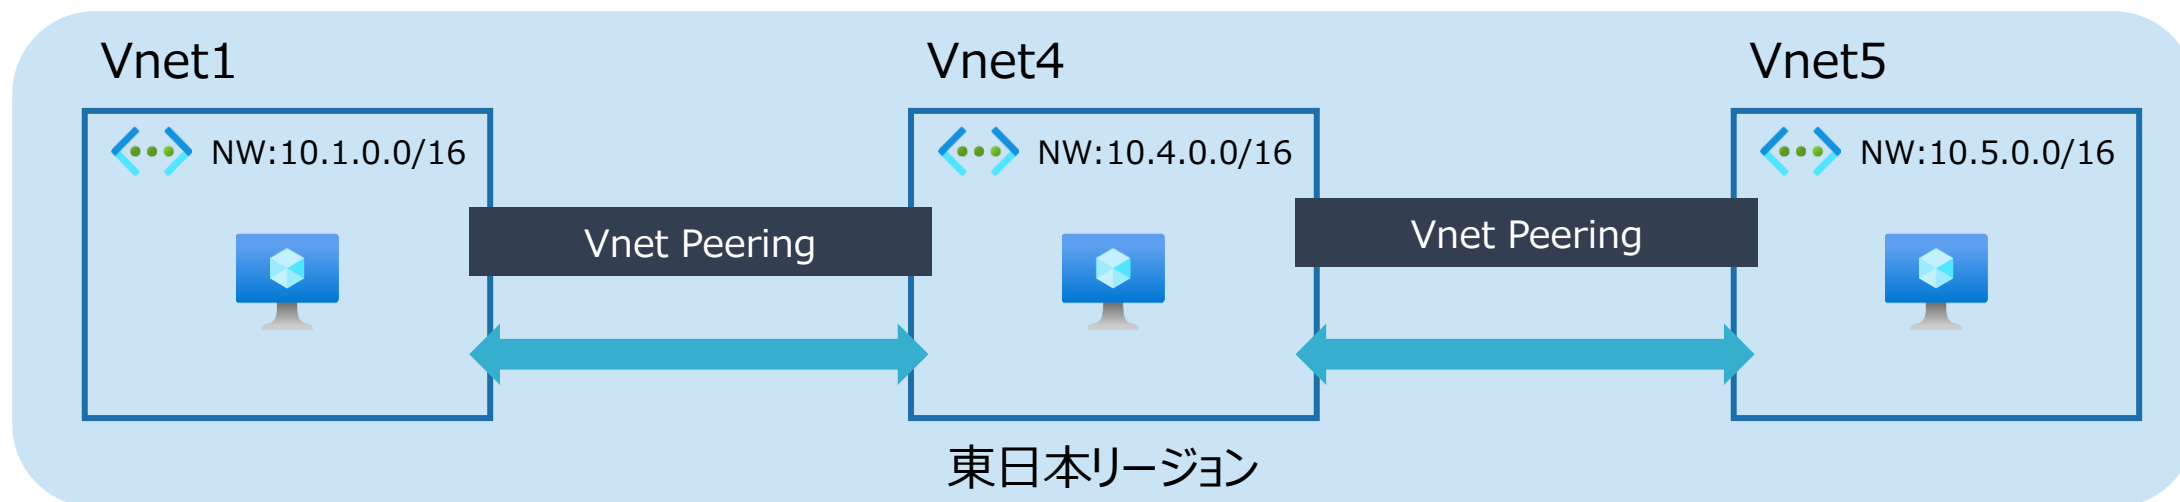 Vnet1
Vnet4
Vnet5
NW:10.1.0.0/16
NW:10.4.0.0/16
NW:10.5.0.0/16
Vnet Peering
Vnet Peering
東日本リージョン